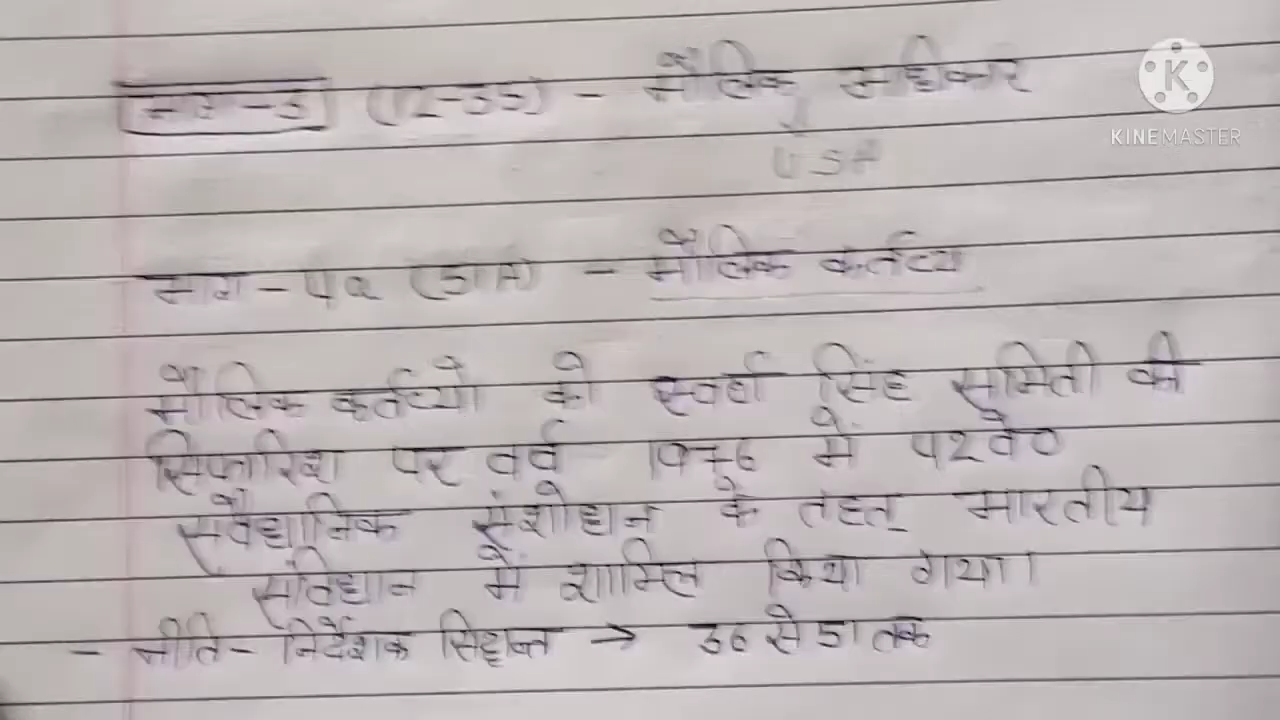 भाग-3 (12-35) - मौलिक अधिकार
USA
KINEMASTER
भाग-4a (51A) - मौलिक कर्तव्य
मौलिक कर्तव्यो को स्वर्ण सिंह समिती की
सिफारिश पर वर्ष 1976 में 42वें
संवैधानिक संशोधन के तहत् भारतीय
संविधान में शामिल किया गया।
- नीति- निर्देशक सिद्दान्त → 36 से 51 तक